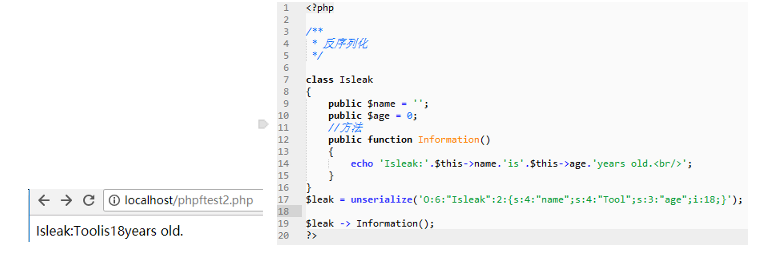 localhost/phpftest2.php
Isleak:Toolis18years old.
1 <?php
2
3 /**
4 * 反序列化
5 */
6
7 class Isleak
8 {
9 public $name = '';
10 public $age = 0;
11 //方法
12 public function Information()
13 {
14 echo 'Isleak:'.$this->name.'is'.$this->age.'years old.<br/>';
15 }
16 }
17 $leak = unserialize('O:6:"Isleak":2:{s:4:"name";s:4:"Tool";s:3:"age";i:18;}');
18
19 $leak -> Information();
20 ?>